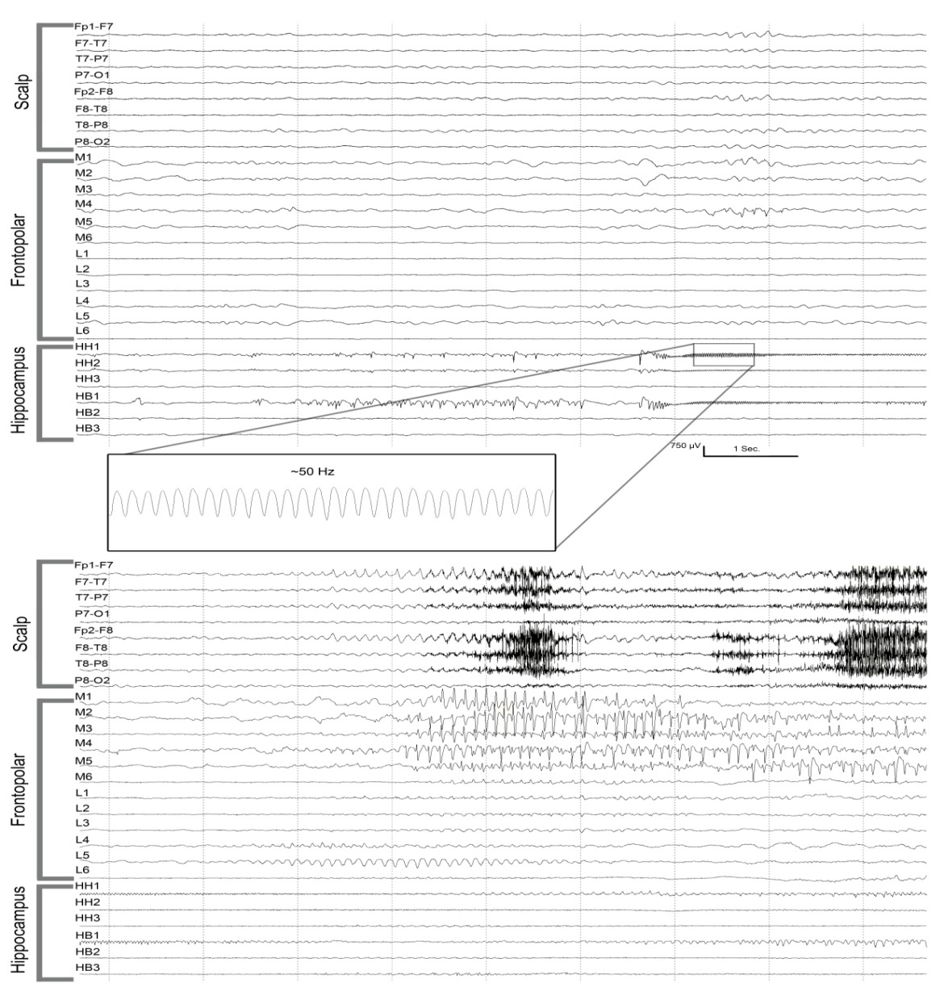 Scalp
Fp1-F7
F7-T7
T7-P7
P7-O1
Fp2-F8
F8-T8
T8-P8
P8-O2
Frontopolar
M1
M2
M3
M4
M5
M6
L1
L2
L3
L4
L5
L6
Hippocampus
HH1
HH2
HH3
HB1
HB2
HB3
750 µV
1 Sec.
~50 Hz
Scalp
Fp1-F7
F7-T7
T7-P7
P7-O1
Fp2-F8
F8-T8
T8-P8
P8-O2
Frontopolar
M1
M2
M3
M4
M5
M6
L1
L2
L3
L4
L5
L6
Hippocampus
HH1
HH2
HH3
HB1
HB2
HB3